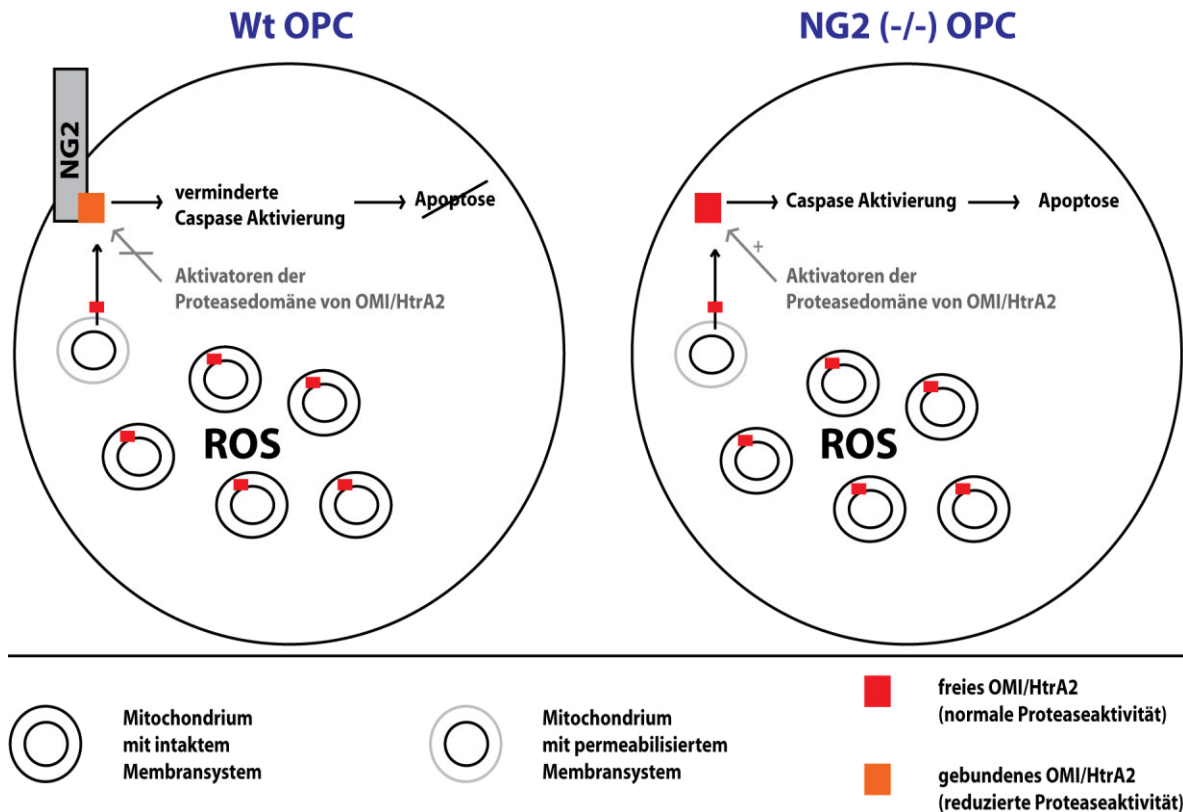 Wt OPC
NG2
verminderte
Caspase Aktivierung
Apoptose
Aktivatoren der
Proteasedomäne von OMI/HtrA2
ROS
NG2 (-/-) OPC
Caspase Aktivierung
Apoptose
+
Aktivatoren der
Proteasedomäne von OMI/HtrA2
ROS
Mitochondrium
mit intaktem
Membransystem
Mitochondrium
mit permeabilisiertem
Membransystem
freies OMI/HtrA2
(normale Proteaseaktivität)
gebundenes OMI/HtrA2
(reduzierte Proteaseaktivität)